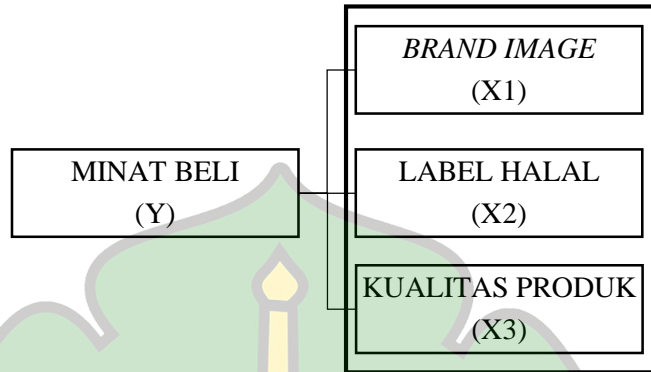 BRAND IMAGE
(X1)
MINAT BELI
(Y)
LABEL HALAL
(X2)
KUALITAS PRODUK
(X3)